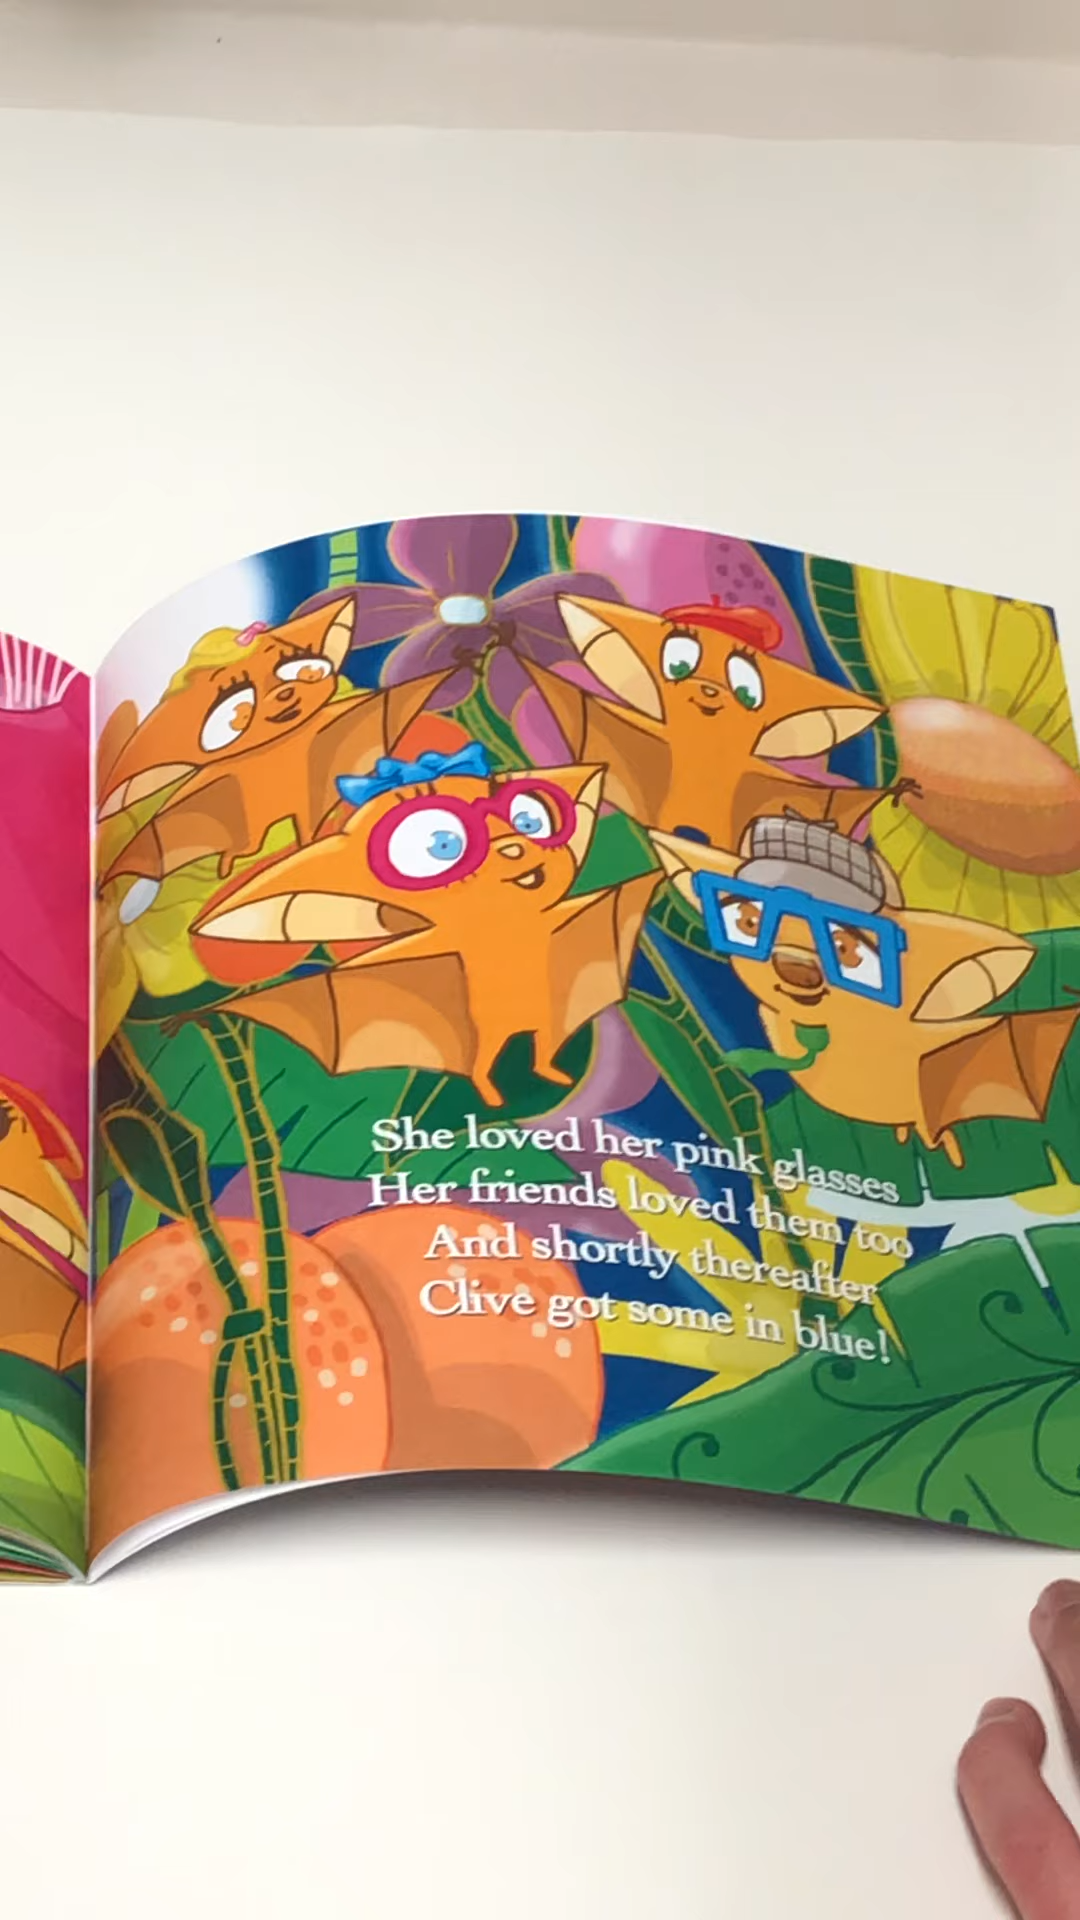 She loved her pink glasses
Her friends loved them too
And shortly thereafter
Clive got some in blue!